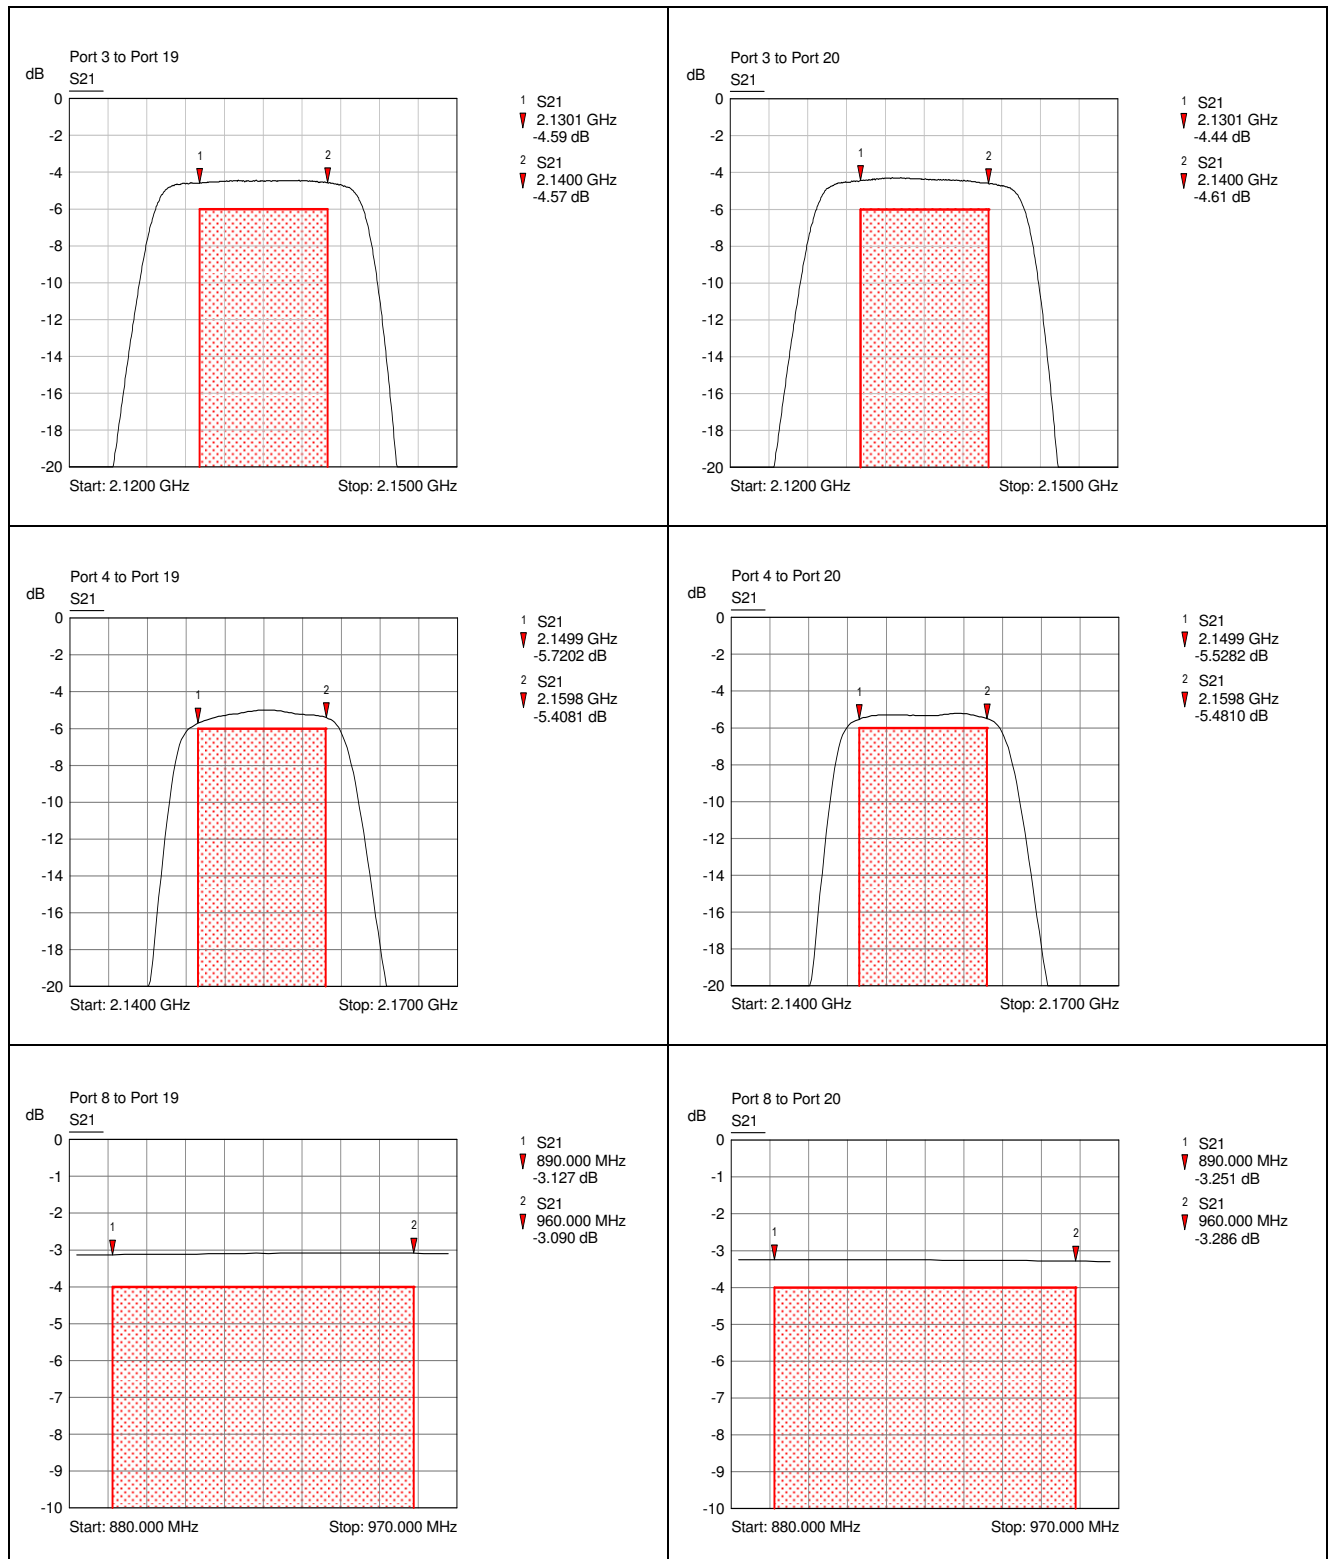 Port 3 to Port 19
dB
S21
0
-2
-4
-6
-8
-10
-12
-14
-16
-18
-20
1
2
Start: 2.1200 GHz
Stop: 2.1500 GHz
1 S21
2.1301 GHz
-4.59 dB
2 S21
2.1400 GHz
-4.57 dB
Port 3 to Port 20
dB
S21
0
-2
-4
-6
-8
-10
-12
-14
-16
-18
-20
1
2
Start: 2.1200 GHz
Stop: 2.1500 GHz
1 S21
2.1301 GHz
-4.44 dB
2 S21
2.1400 GHz
-4.61 dB
Port 4 to Port 19
dB
S21
0
-2
-4
-6
-8
-10
-12
-14
-16
-18
-20
1
2
Start: 2.1400 GHz
Stop: 2.1700 GHz
1 S21
2.1499 GHz
-5.7202 dB
2 S21
2.1598 GHz
-5.4081 dB
Port 4 to Port 20
dB
S21
0
-2
-4
-6
-8
-10
-12
-14
-16
-18
-20
1
2
Start: 2.1400 GHz
Stop: 2.1700 GHz
1 S21
2.1499 GHz
-5.5282 dB
2 S21
2.1598 GHz
-5.4810 dB
Port 8 to Port 19
dB
S21
0
-1
-2
-3
-4
-5
-6
-7
-8
-9
-10
1
2
Start: 880.000 MHz
Stop: 970.000 MHz
1 S21
890.000 MHz
-3.127 dB
2 S21
960.000 MHz
-3.090 dB
Port 8 to Port 20
dB
S21
0
-1
-2
-3
-4
-5
-6
-7
-8
-9
-10
1
2
Start: 880.000 MHz
Stop: 970.000 MHz
1 S21
890.000 MHz
-3.251 dB
2 S21
960.000 MHz
-3.286 dB